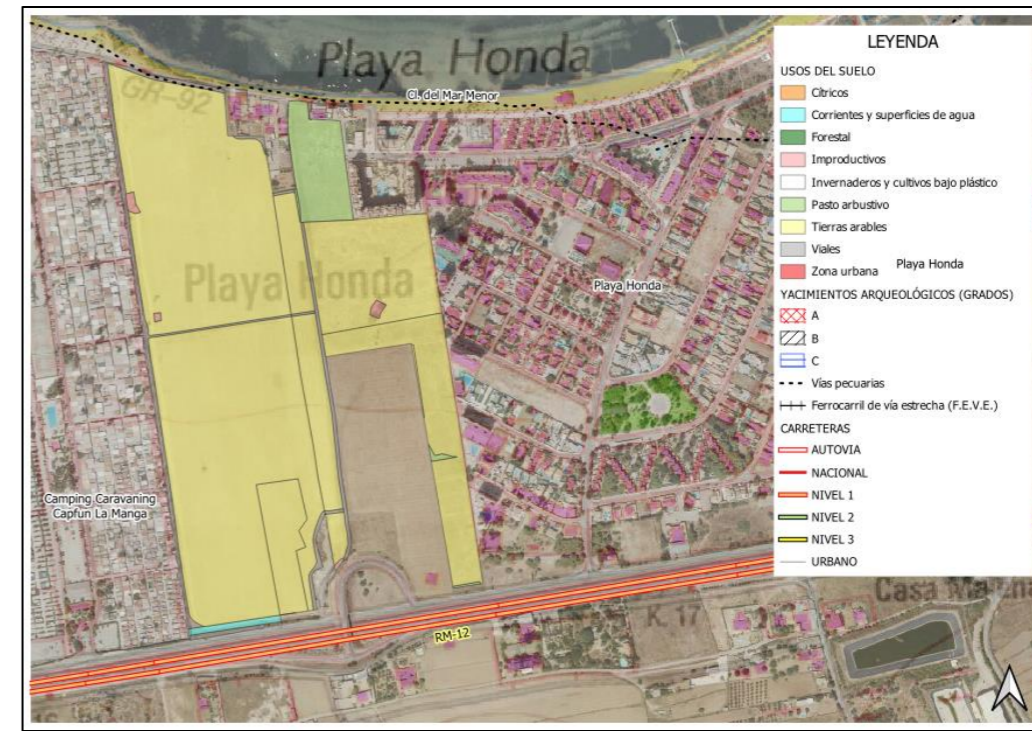 Playa Honda
Cl. del Mar Menor
GR-92
Playa Honda
Playa Honda
Camping Caravaning
Capfun La Manga
RM-12
K. 17
LEYENDA
USOS DEL SUELO
Cítricos
Corrientes y superficies de agua
Forestal
Improductivos
Invernaderos y cultivos bajo plástico
Pasto arbustivo
Tierras arables
Viales
Zona urbana
Playa Honda
YACIMIENTOS ARQUEOLÓGICOS (GRADOS)
A
B
C
Vías pecuarias
Ferrocarril de vía estrecha (F.E.V.E.)
CARRETERAS
AUTOVIA
NACIONAL
NIVEL 1
NIVEL 2
NIVEL 3
URBANO
Casa